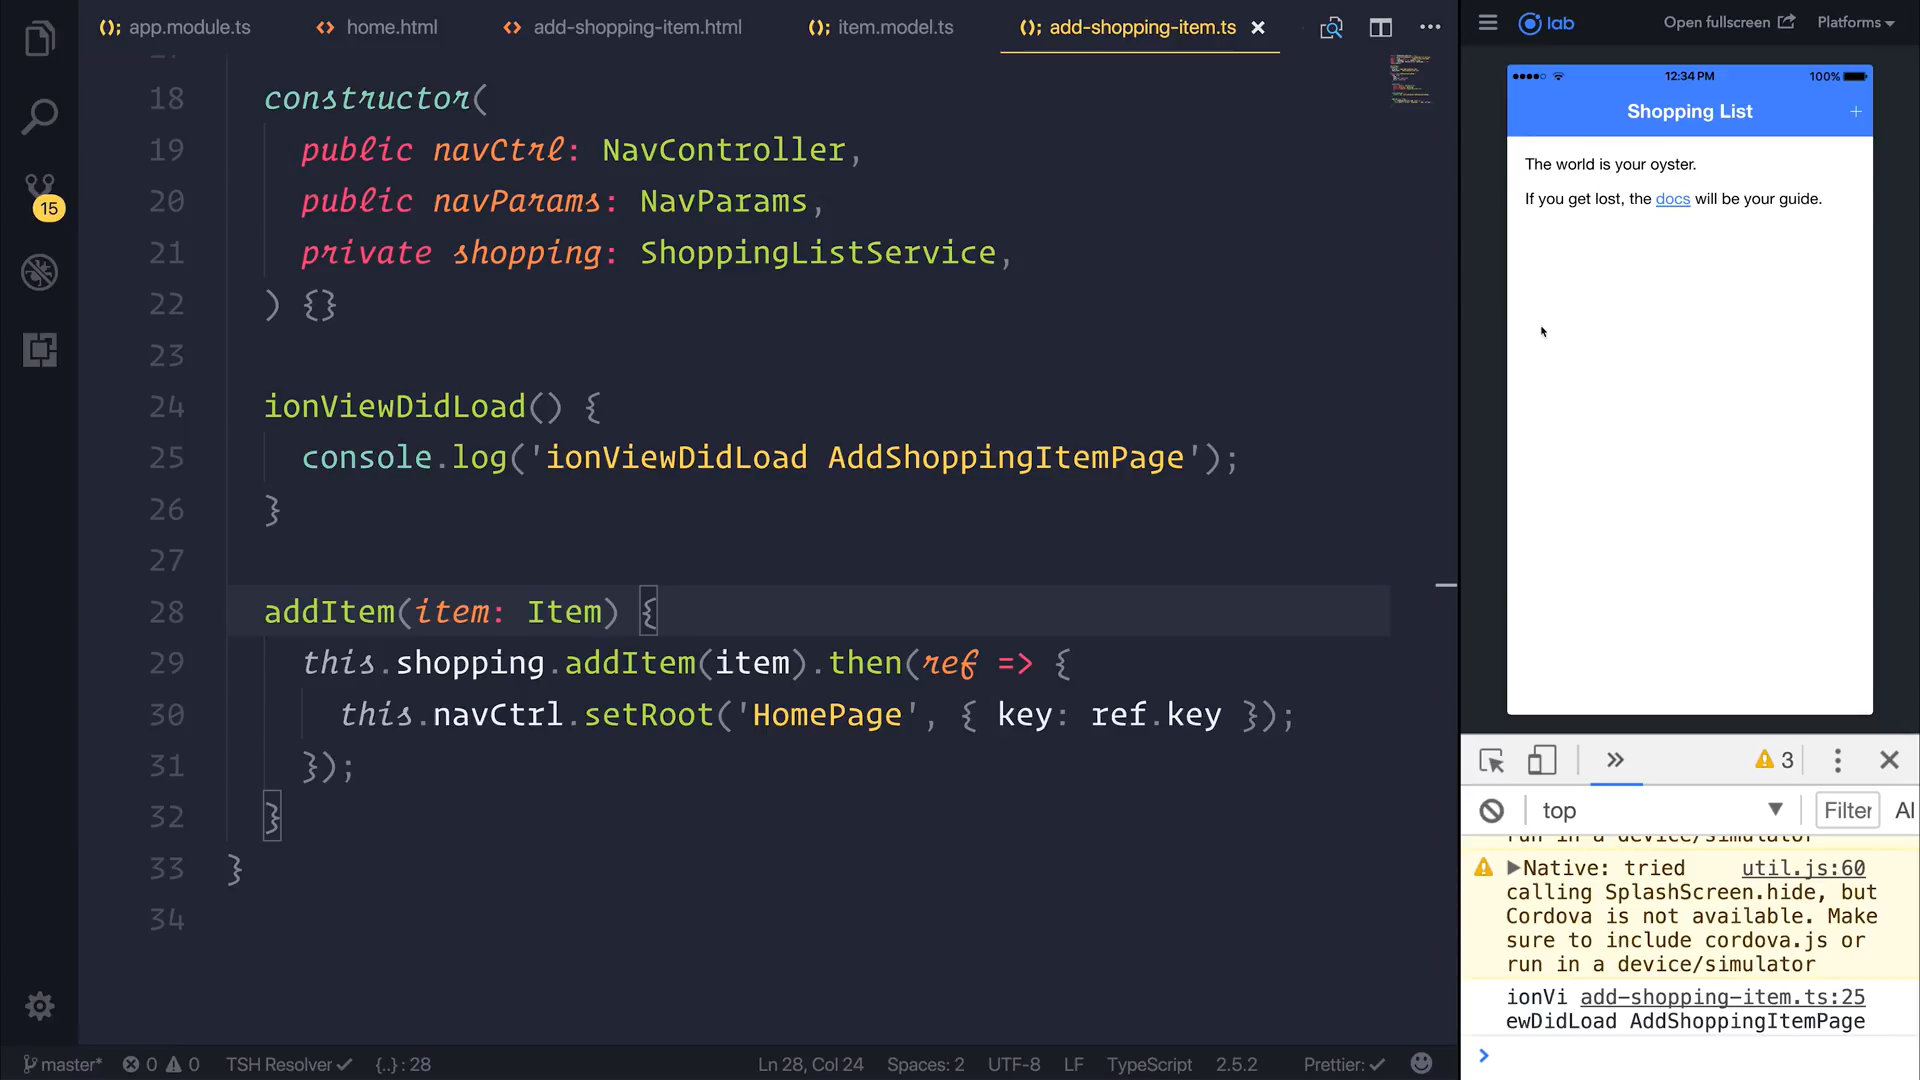 (); app.module.ts
<> home.html
<> add-shopping-item.html
(); item.model.ts
(); add-shopping-item.ts
15
18 constructor(
19 public navCtrl: NavController,
20 public navParams: NavParams,
21 private shopping: ShoppingListService,
22 ) {}
23
24 ionViewDidLoad() {
25 console.log('ionViewDidLoad AddShoppingItemPage');
26 }
27
28 addItem(item: Item) {
29 this.shopping.addItem(item).then(ref => {
30 this.navCtrl.setRoot('HomePage', { key: ref.key });
31 });
32 }
33 }
34
master* 0 0 TSH Resolver {..} : 28
Ln 28, Col 24 Spaces: 2 UTF-8 LF TypeScript 2.5.2 Prettier:
lab Open fullscreen Platforms
12:34 PM 100%
Shopping List +
The world is your oyster.
If you get lost, the docs will be your guide.
3
top Filter Al
run in a device/simulator
Native: tried util.js:60
calling SplashScreen.hide, but
Cordova is not available. Make
sure to include cordova.js or
run in a device/simulator
ionVi add-shopping-item.ts:25
ewDidLoad AddShoppingItemPage